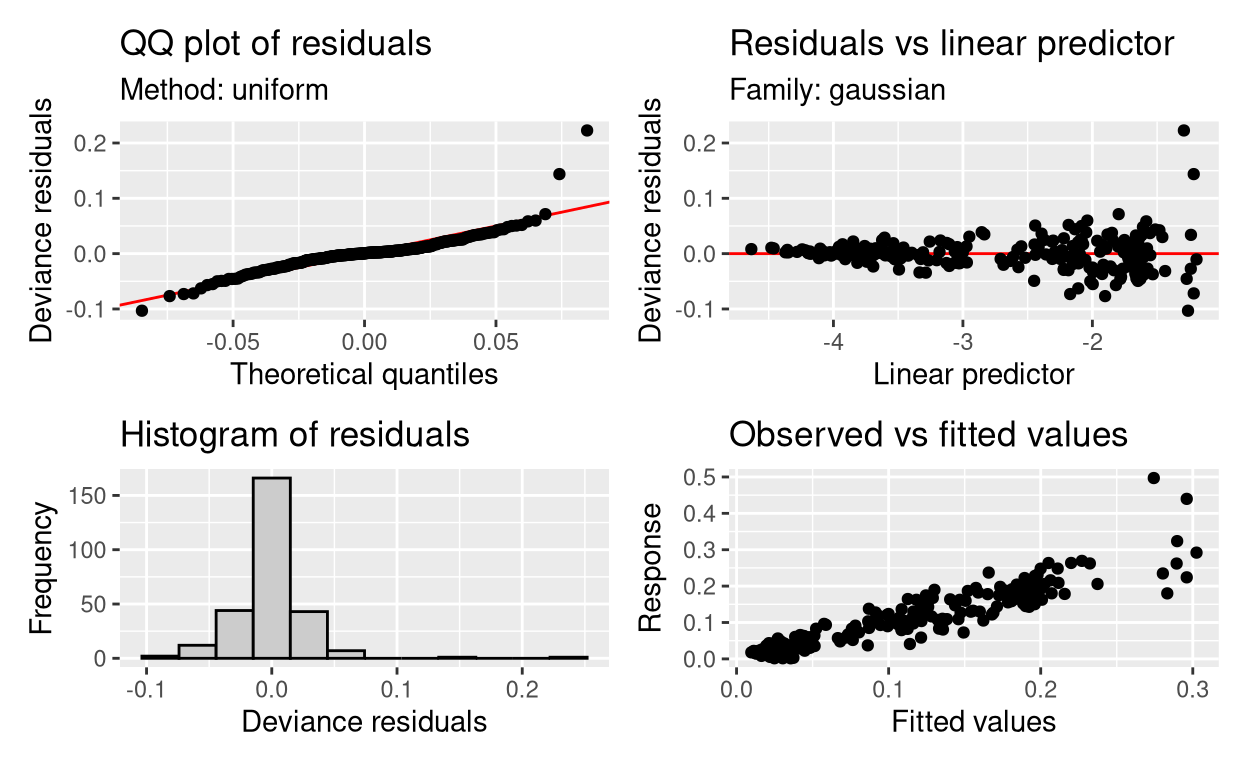 QQ plot of residuals
Method: uniform
Deviance residuals
0.2
0.1
0.0
-0.1
-0.05
0.00
0.05
Theoretical quantiles
Residuals vs linear predictor
Family: gaussian
Deviance residuals
0.2
0.1
0.0
-0.1
-4
-3
-2
Linear predictor
Histogram of residuals
Frequency
150
100
50
0
-0.1
0.0
0.1
0.2
Deviance residuals
Observed vs fitted values
Response
0.5
0.4
0.3
0.2
0.1
0.0
0.0
0.1
0.2
0.3
Fitted values